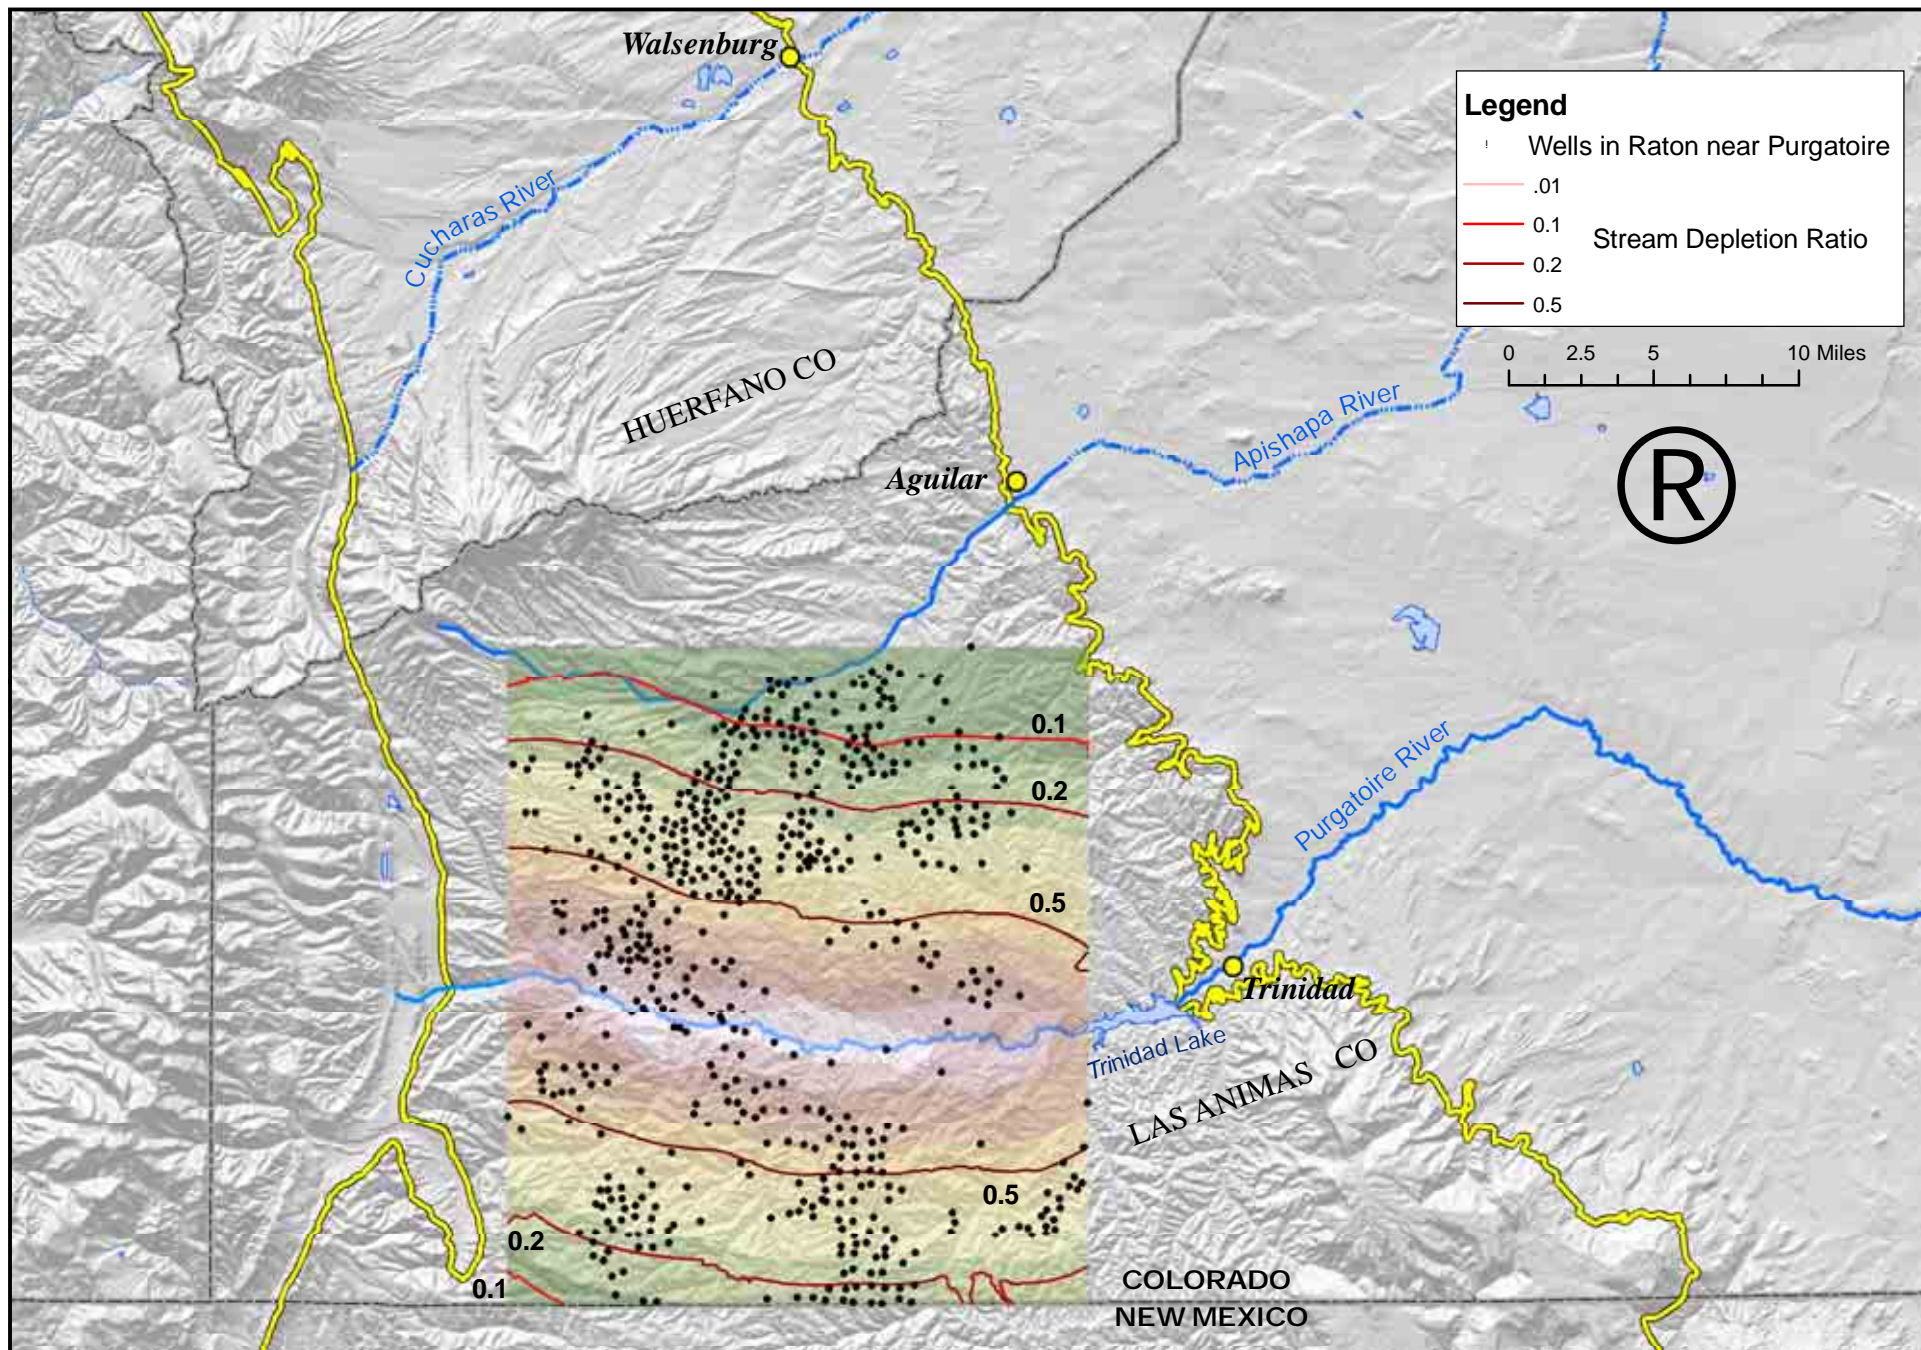 Walsenburg
Legend
Wells in Raton near Purgatoire
.01
0.1
Stream Depletion Ratio
0.2
0.5
Cucharas River
0 2.5 5 10 Miles
HUERFANO CO
Apishapa River
Aguilar
R
0.1
Purgatoire River
0.2
0.5
Trinidad
Trinidad Lake
LAS ANIMAS CO
0.5
0.2
0.1
COLORADO
NEW MEXICO